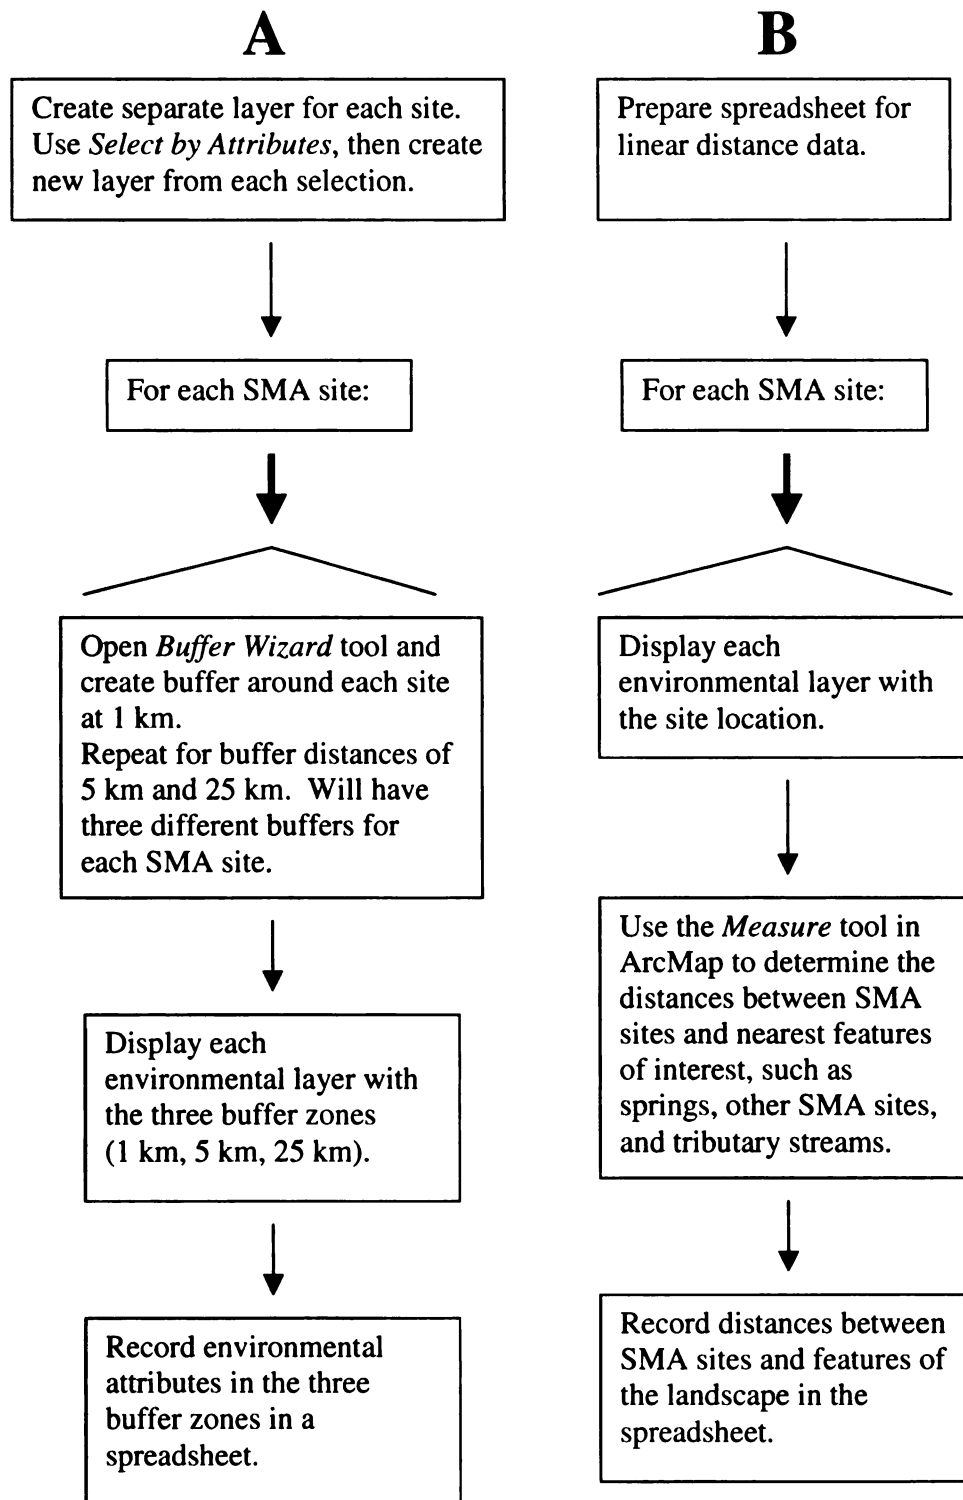 A
Create separate layer for each site.
Use Select by Attributes, then create
new layer from each selection.
For each SMA site:
Open Buffer Wizard tool and
create buffer around each site
at 1 km.
Repeat for buffer distances of
5 km and 25 km. Will have
three different buffers for
each SMA site.
Display each
environmental layer with
the three buffer zones
(1 km, 5 km, 25 km).
Record environmental
attributes in the three
buffer zones in a
spreadsheet.
B
Prepare spreadsheet for
linear distance data.
For each SMA site:
Display each
environmental layer with
the site location.
Use the Measure tool in
ArcMap to determine the
distances between SMA
sites and nearest features
of interest, such as
springs, other SMA sites,
and tributary streams.
Record distances between
SMA sites and features of
the landscape in the
spreadsheet.